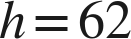 h = 62